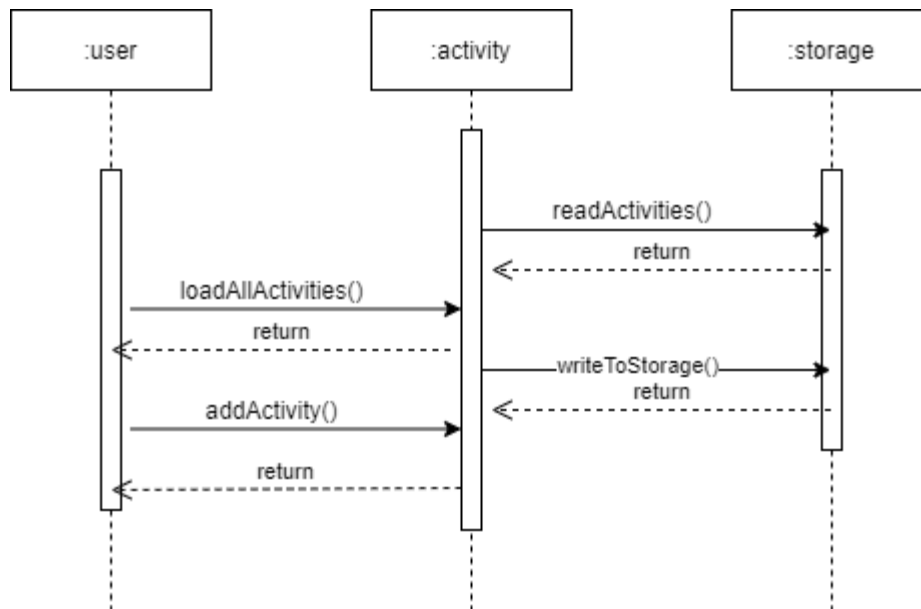 :user
:activity
:storage
readActivities()
return
loadAllActivities()
return
writeToStorage()
return
addActivity()
return